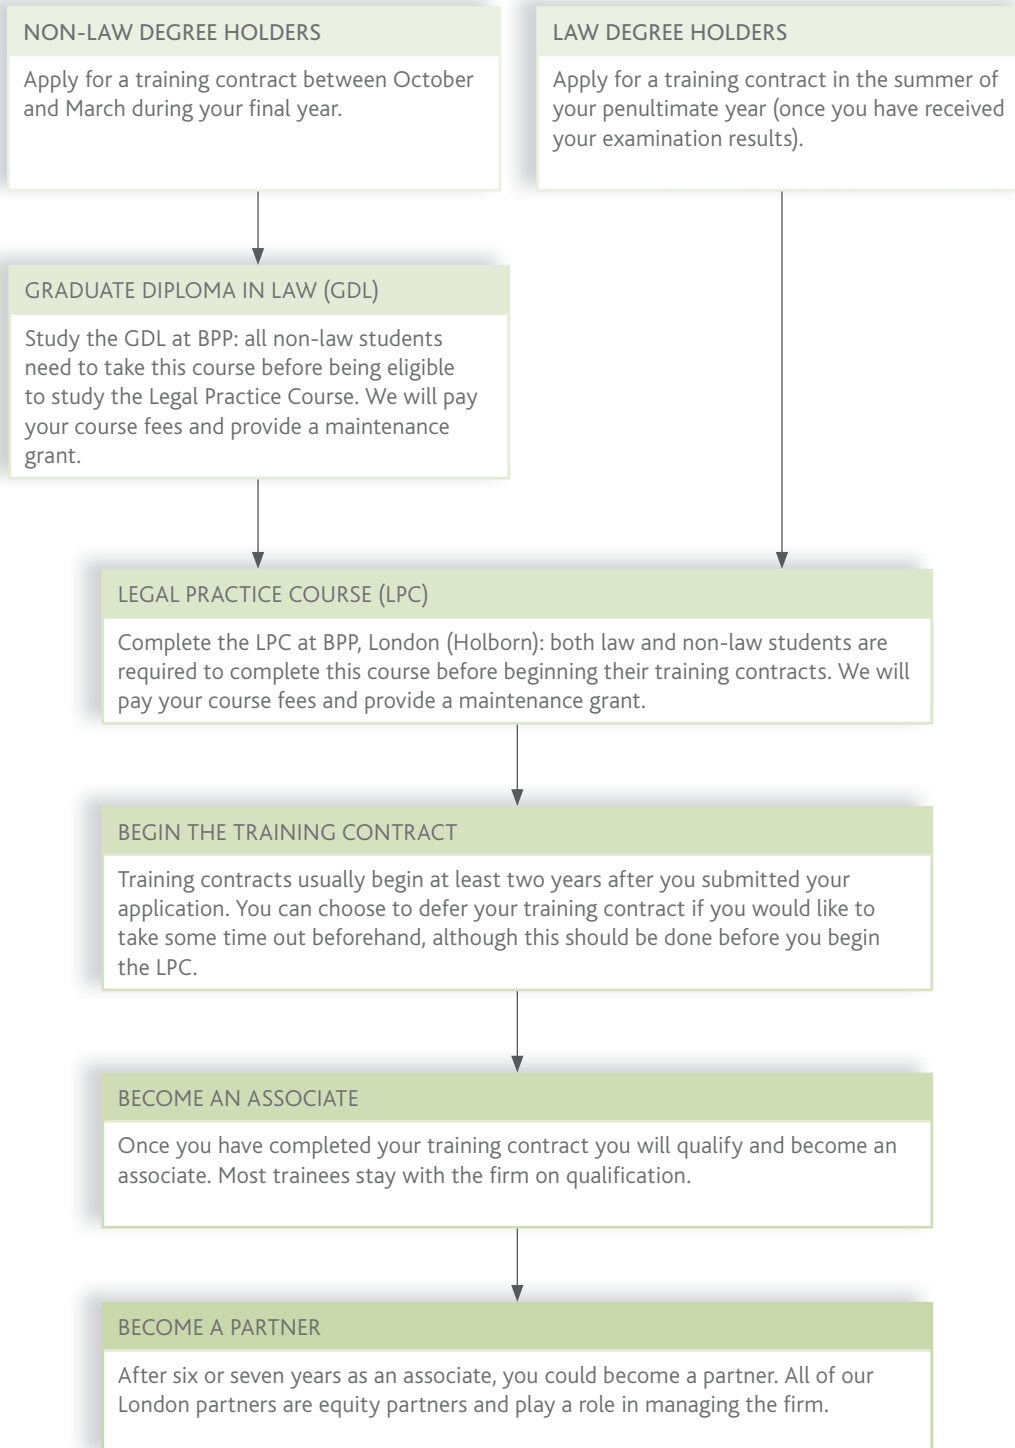 NON-LAW DEGREE HOLDERS
Apply for a training contract between October
and March during your final year.
LAW DEGREE HOLDERS
Apply for a training contract in the summer of
your penultimate year (once you have received
your examination results).
GRADUATE DIPLOMA IN LAW (GDL)
Study the GDL at BPP: all non-law students
need to take this course before being eligible
to study the Legal Practice Course. We will pay
your course fees and provide a maintenance
grant.
LEGAL PRACTICE COURSE (LPC)
Complete the LPC at BPP, London (Holborn): both law and non-law students are
required to complete this course before beginning their training contracts. We will
pay your course fees and provide a maintenance grant.
BEGIN THE TRAINING CONTRACT
Training contracts usually begin at least two years after you submitted your
application. You can choose to defer your training contract if you would like to
take some time out beforehand, although this should be done before you begin
the LPC.
BECOME AN ASSOCIATE
Once you have completed your training contract you will qualify and become an
associate. Most trainees stay with the firm on qualification.
BECOME A PARTNER
After six or seven years as an associate, you could become a partner. All of our
London partners are equity partners and play a role in managing the firm.